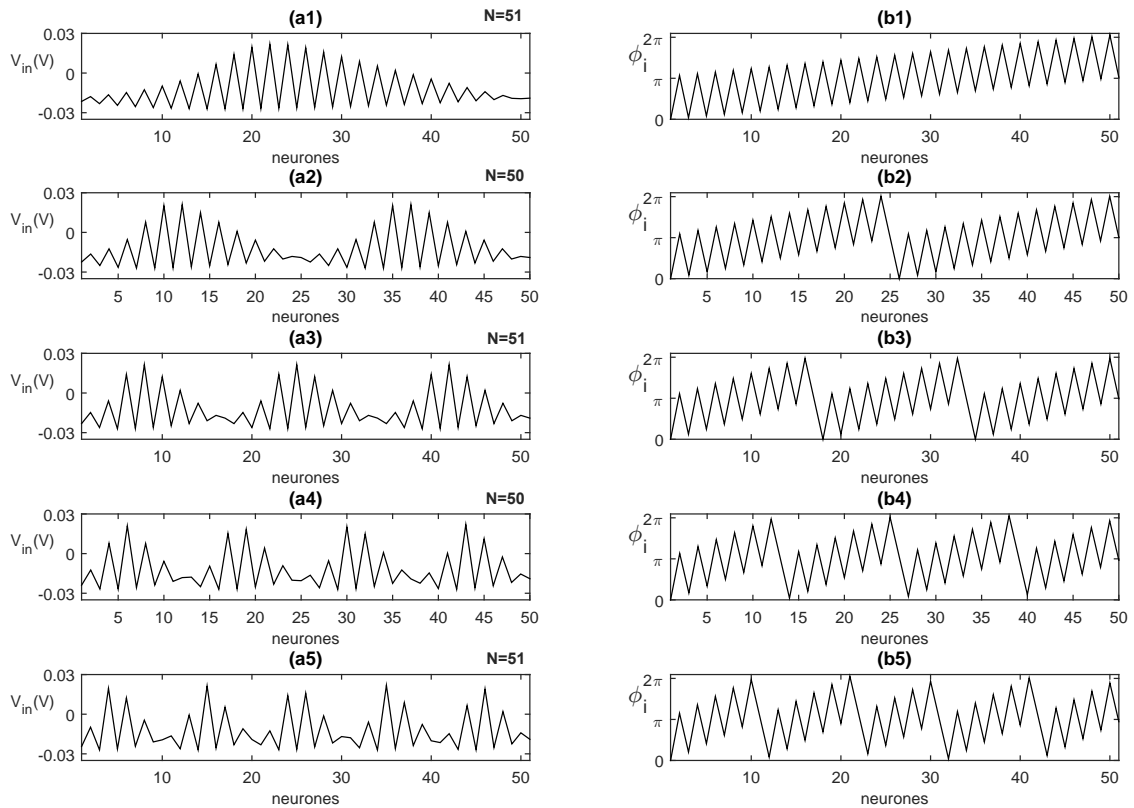 (a1) N=51 (b1)
0.03 2π
V_in(V) 0 ϕ_i π
-0.03 0
10 20 30 40 50 10 20 30 40 50
neurones neurones
(a2) N=50 (b2)
0.03 2π
V_in(V) 0 ϕ_i π
-0.03 0
5 10 15 20 25 30 35 40 45 50 5 10 15 20 25 30 35 40 45 50
neurones neurones
(a3) N=51 (b3)
0.03 2π
V_in(V) 0 ϕ_i π
-0.03 0
10 20 30 40 50 10 20 30 40 50
neurones neurones
(a4) N=50 (b4)
0.03 2π
V_in(V) 0 ϕ_i π
-0.03 0
5 10 15 20 25 30 35 40 45 50 5 10 15 20 25 30 35 40 45 50
neurones neurones
(a5) N=51 (b5)
0.03 2π
V_in(V) 0 ϕ_i π
-0.03 0
10 20 30 40 50 10 20 30 40 50
neurones neurones